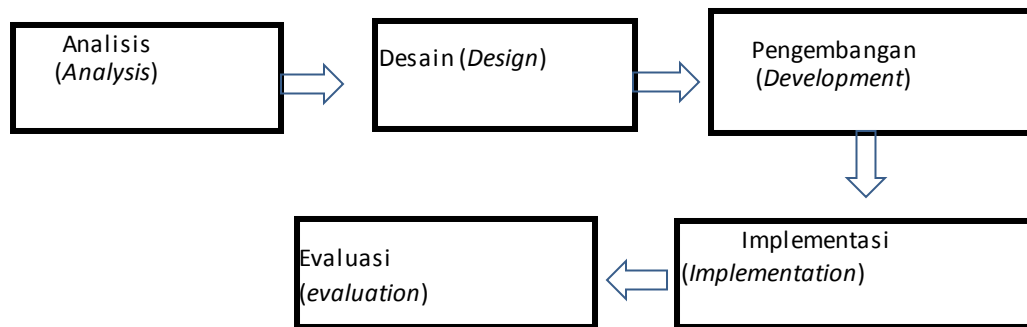 Analisis
(Analysis)
Desain (Design)
Pengembangan
(Development)
Implementasi
(Implementation)
Evaluasi
(evaluation)